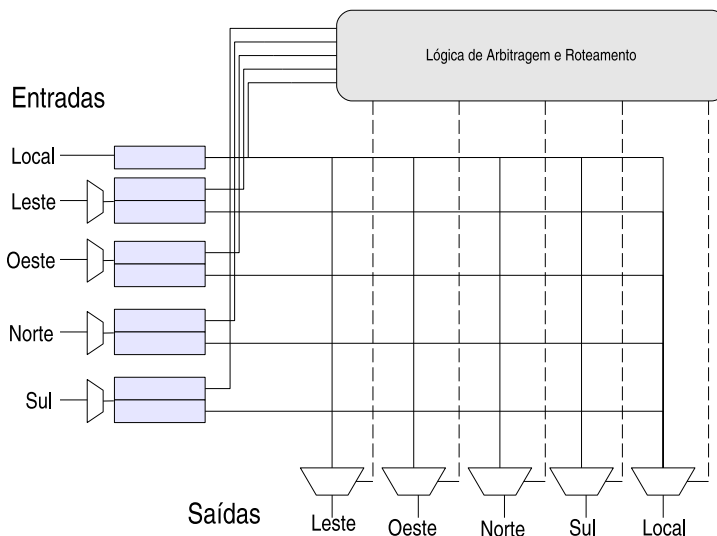 Lógica de Arbitragem e Roteamento
Entradas
Local
Leste
Oeste
Norte
Sul
Saídas
Leste
Oeste
Norte
Sul
Local